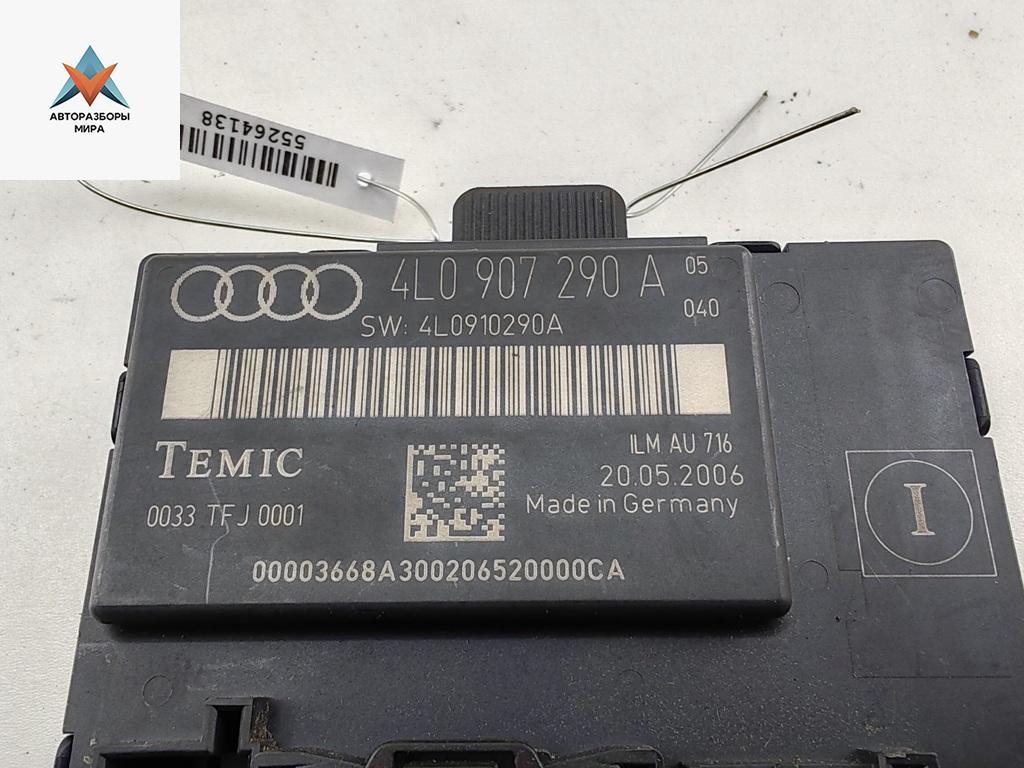 АВТОРАЗБОРЫ
МИРА
55264138
4L0 907 290 A 05
040
SW: 4L0910290A
TEMIC
ILM AU 716
20.05.2006
Made in Germany
0033 TFJ 0001
00003668A300206520000CA
I